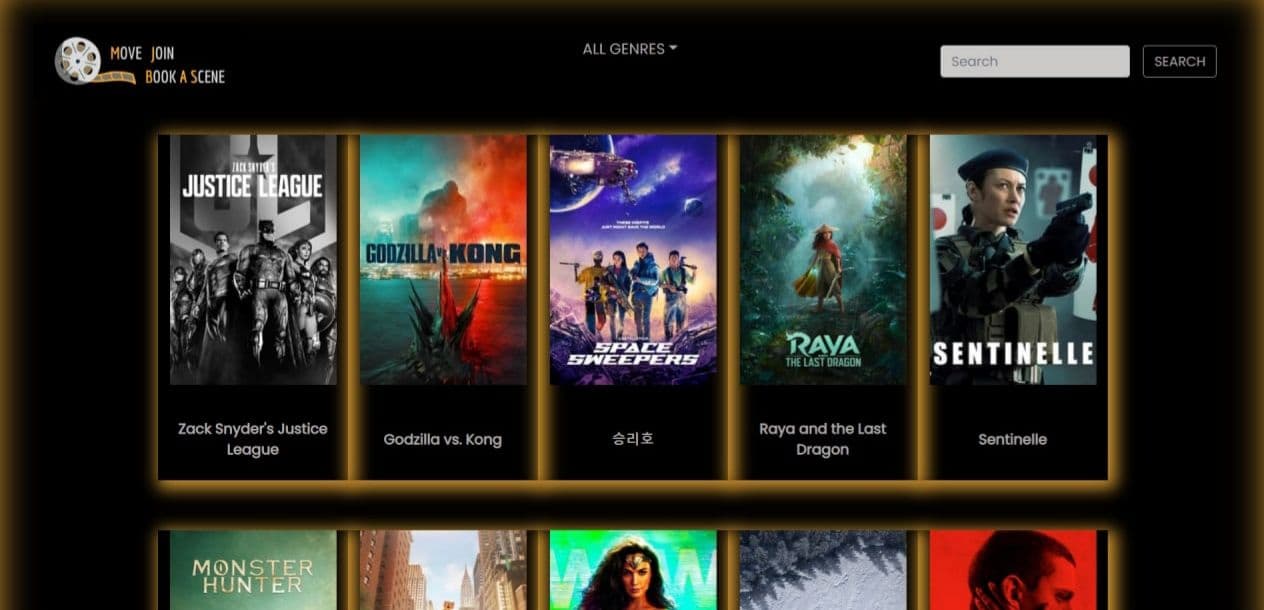 MOVE JOIN
BOOK A SCENE
ALL GENRES
Search
SEARCH
ZACK SNYDER'S
JUSTICE LEAGUE
GODZILLA vs. KONG
THESE MISFITS
JUST MIGHT SAVE THE WORLD
SPACE
SWEEPERS
RAYA
AND
THE LAST DRAGON
SENTINELLE
Zack Snyder's Justice
League
Godzilla vs. Kong
승리호
Raya and the Last
Dragon
Sentinelle
MONSTER
HUNTER